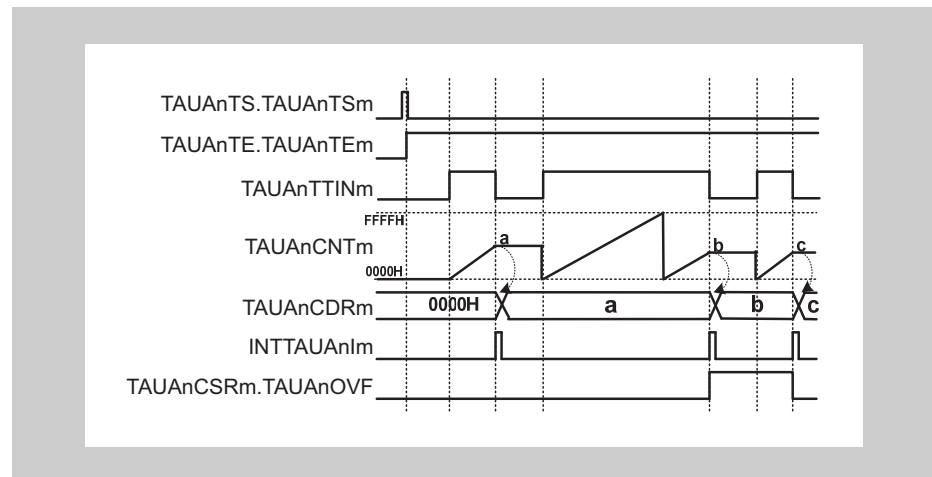 TAUAnTS.TAUAnTSm
TAUAnTE.TAUAnTEm
TAUAnTTINm
FFFFH
TAUAnCNTm
a b c
0000H
TAUAnCDRm 0000H a b c
INTTAUAnIm
TAUAnCSRm.TAUAnOVF